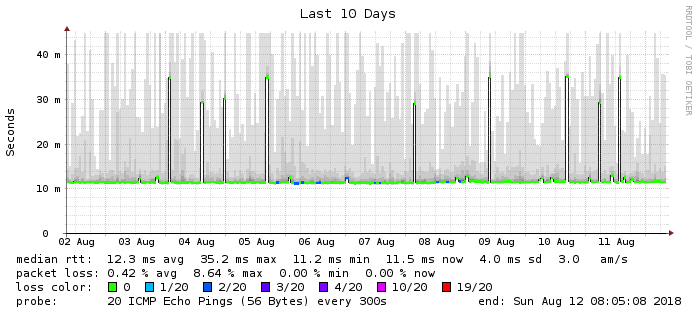 Last 10 Days
RRDTOOL / TOBI OETIKER
Seconds
40 m
30 m
20 m
10 m
0
02 Aug 03 Aug 04 Aug 05 Aug 06 Aug 07 Aug 08 Aug 09 Aug 10 Aug 11 Aug
median rtt: 12.3 ms avg 35.2 ms max 11.2 ms min 11.5 ms now 4.0 ms sd 3.0 am/s
packet loss: 0.42 % avg 8.64 % max 0.00 % min 0.00 % now
loss color: 0 1/20 2/20 3/20 4/20 10/20 19/20
probe: 20 ICMP Echo Pings (56 Bytes) every 300s end: Sun Aug 12 08:05:08 2018